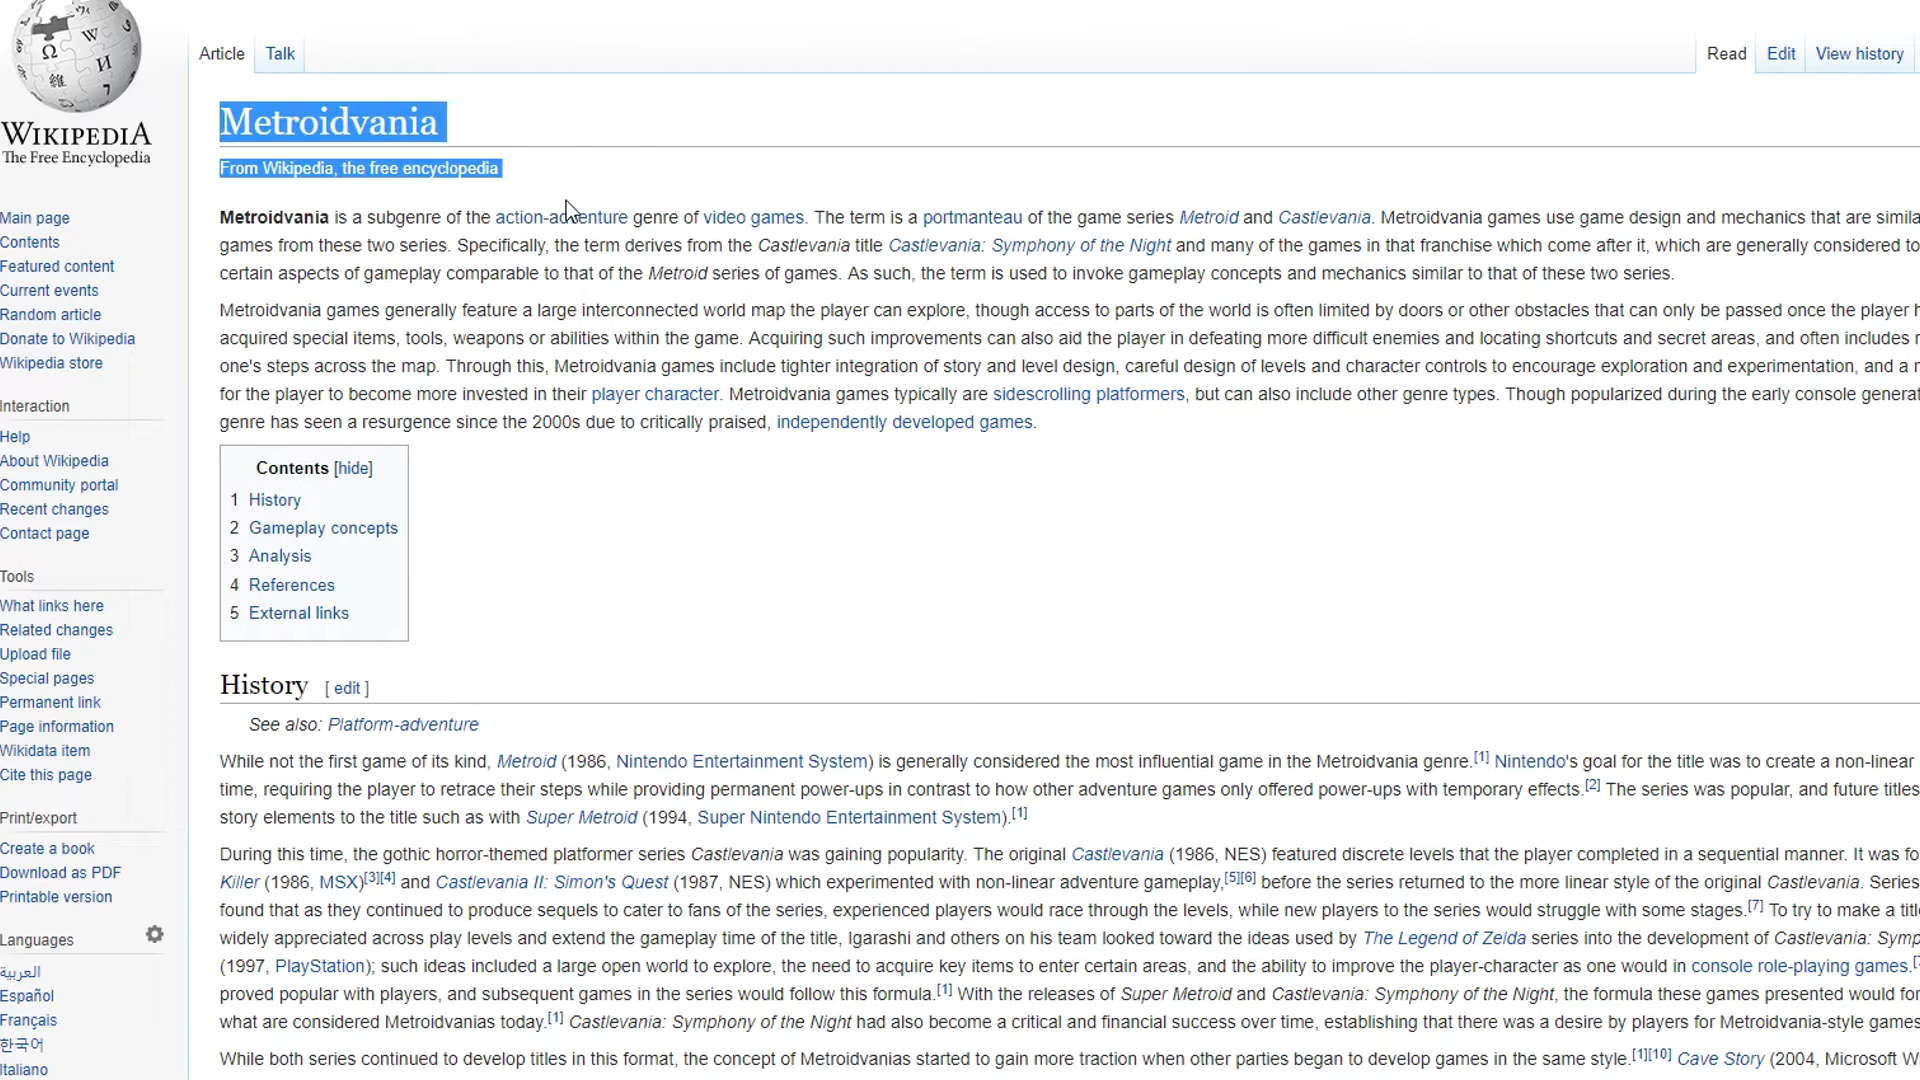 WIKIPEDIA
The Free Encyclopedia
Main page
Contents
Featured content
Current events
Random article
Donate to Wikipedia
Wikipedia store
Interaction
Help
About Wikipedia
Community portal
Recent changes
Contact page
Tools
What links here
Related changes
Upload file
Special pages
Permanent link
Page information
Wikidata item
Cite this page
Print/export
Create a book
Download as PDF
Printable version
Languages
العربية
Español
Français
한국어
Italiano
Article Talk Read Edit View history
Metroidvania
From Wikipedia, the free encyclopedia
Metroidvania is a subgenre of the action-adventure genre of video games. The term is a portmanteau of the game series Metroid and Castlevania. Metroidvania games use game design and mechanics that are
games from these two series. Specifically, the term derives from the Castlevania title Castlevania: Symphony of the Night and many of the games in that franchise which come after it, which are generally considered to
certain aspects of gameplay comparable to that of the Metroid series of games. As such, the term is used to invoke gameplay concepts and mechanics similar to that of these two series.
Metroidvania games generally feature a large interconnected world map the player can explore, though access to parts of the world is often limited by doors or other obstacles that can only be passed once the player
acquired special items, tools, weapons or abilities within the game. Acquiring such improvements can also aid the player in defeating more difficult enemies and locating shortcuts and secret areas, and often includes
one's steps across the map. Through this, Metroidvania games include tighter integration of story and level design, careful design of levels and character controls to encourage exploration and experimentation, and a
for the player to become more invested in their player character. Metroidvania games typically are sidescrolling platformers, but can also include other genre types. Though popularized during the early console
genre has seen a resurgence since the 2000s due to critically praised, independently developed games.
Contents [hide]
1 History
2 Gameplay concepts
3 Analysis
4 References
5 External links
History [ edit ]
See also: Platform-adventure
While not the first game of its kind, Metroid (1986, Nintendo Entertainment System) is generally considered the most influential game in the Metroidvania genre.[1] Nintendo's goal for the title was to create a non-linear
time, requiring the player to retrace their steps while providing permanent power-ups in contrast to how other adventure games only offered power-ups with temporary effects.[2] The series was popular, and future titles
story elements to the title such as with Super Metroid (1994, Super Nintendo Entertainment System).[1]
During this time, the gothic horror-themed platformer series Castlevania was gaining popularity. The original Castlevania (1986, NES) featured discrete levels that the player completed in a sequential manner. It was
Killer (1986, MSX)[3][4] and Castlevania II: Simon's Quest (1987, NES) which experimented with non-linear adventure gameplay,[5][6] before the series returned to the more linear style of the original Castlevania. Series
found that as they continued to produce sequels to cater to fans of the series, experienced players would race through the levels, while new players to the series would struggle with some stages.[7] To try to make a
widely appreciated across play levels and extend the gameplay time of the title, Igarashi and others on his team looked toward the ideas used by The Legend of Zelda series into the development of Castlevania:
(1997, PlayStation); such ideas included a large open world to explore, the need to acquire key items to enter certain areas, and the ability to improve the player-character as one would in console role-playing games.
proved popular with players, and subsequent games in the series would follow this formula.[1] With the releases of Super Metroid and Castlevania: Symphony of the Night, the formula these games presented would
what are considered Metroidvanias today.[1] Castlevania: Symphony of the Night had also become a critical and financial success over time, establishing that there was a desire by players for Metroidvania-style games
While both series continued to develop titles in this format, the concept of Metroidvanias started to gain more traction when other parties began to develop games in the same style.[1][10] Cave Story (2004, Microsoft